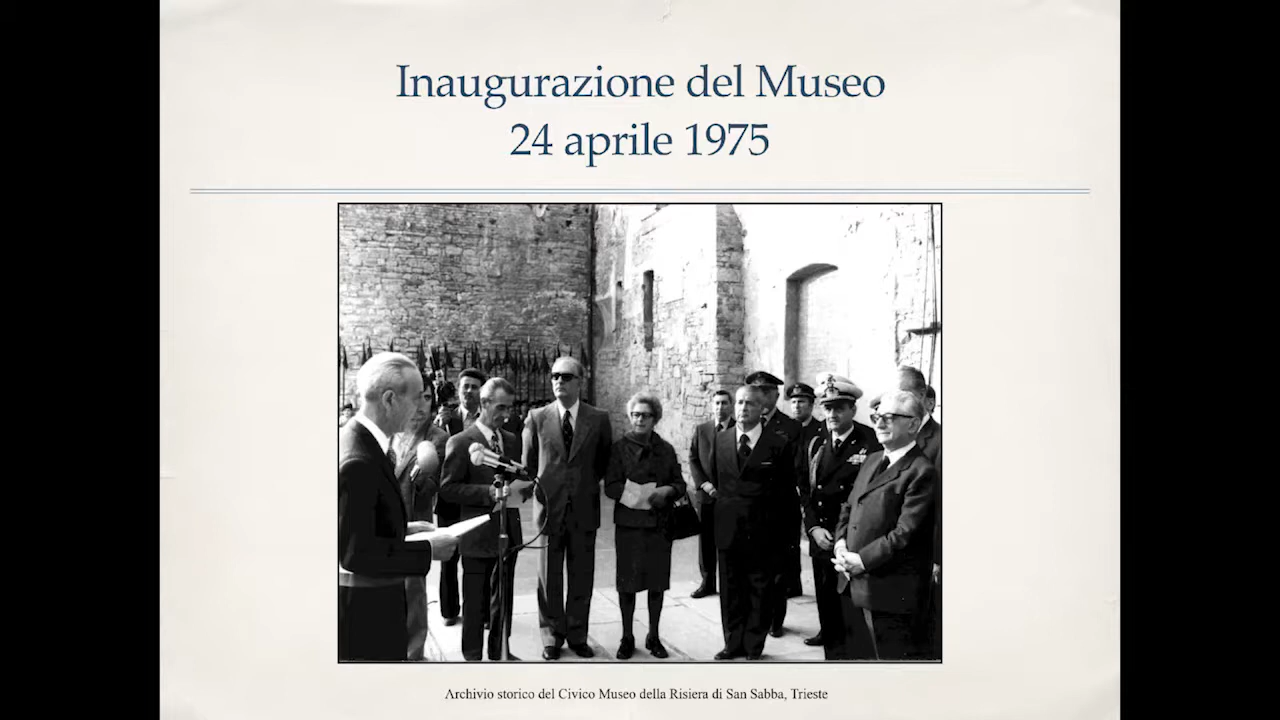 Inaugurazione del Museo
24 aprile 1975
Archivio storico del Civico Museo della Risiera di San Sabba, Trieste